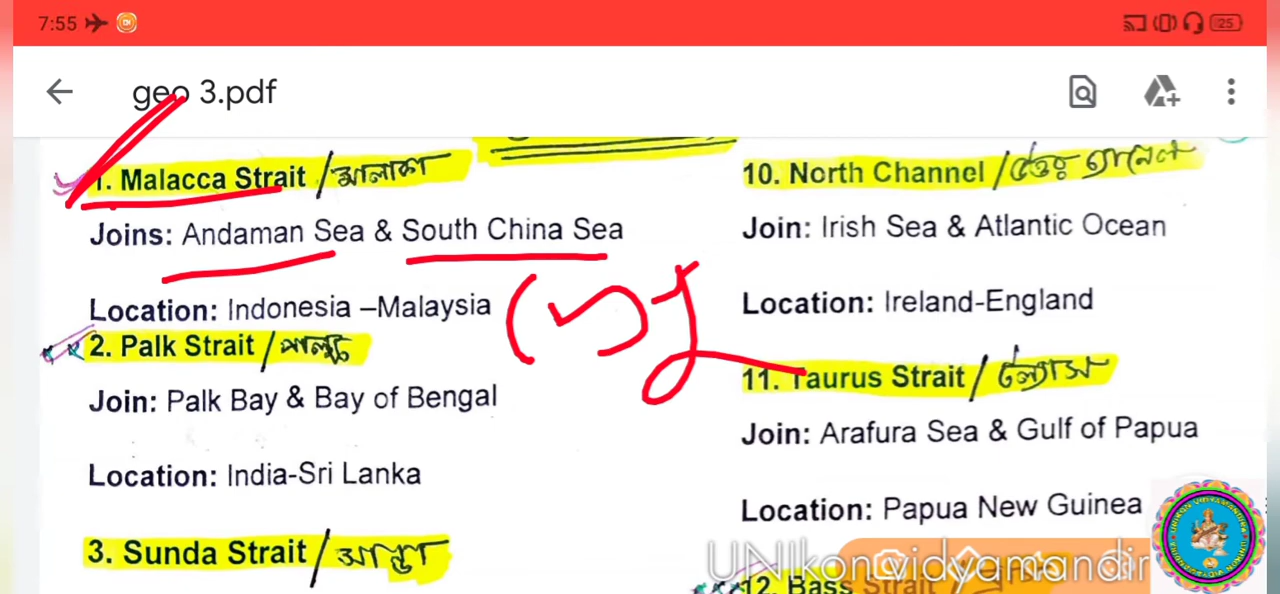 7:55
25
geo 3.pdf
1. Malacca Strait / মালাক্কা
Joins: Andaman Sea & South China Sea
Location: Indonesia –Malaysia
2. Palk Strait /
Join: Palk Bay & Bay of Bengal
Location: India-Sri Lanka
3. Sunda Strait /
10. North Channel /
Join: Irish Sea & Atlantic Ocean
Location: Ireland-England
11. Taurus Strait /
Join: Arafura Sea & Gulf of Papua
Location: Papua New Guinea
12. Bass Strait /
UNIkon vidyamandir